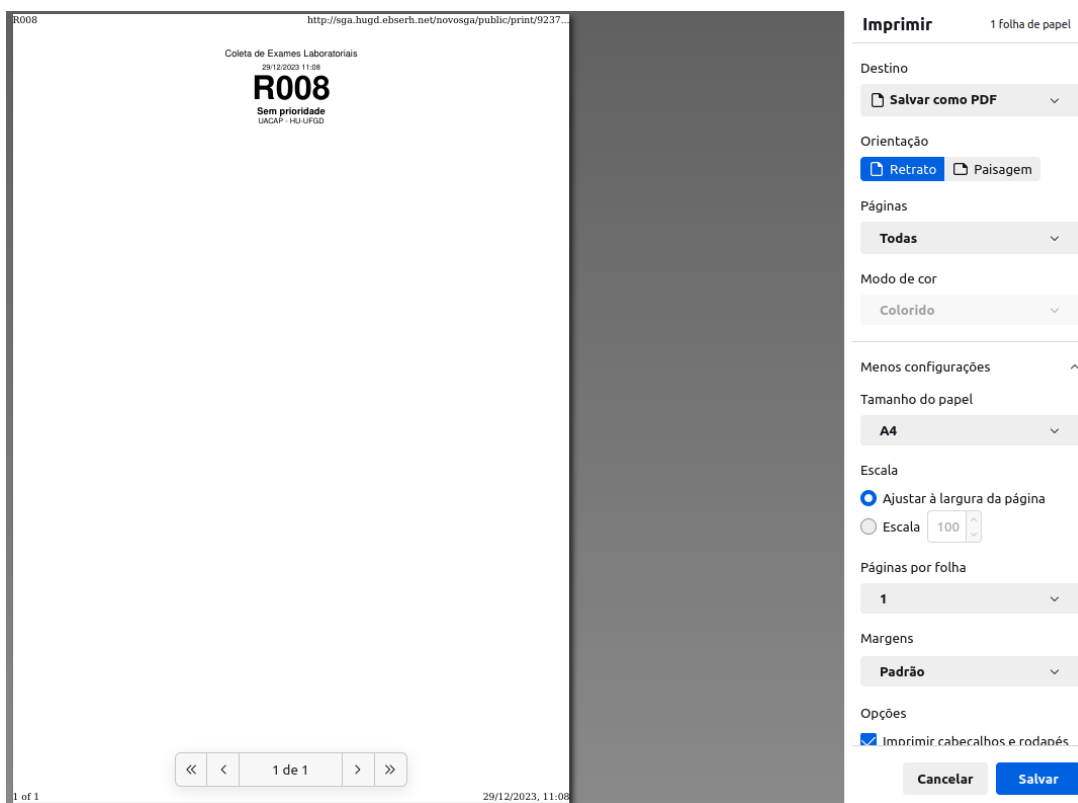 R008
http://sga.hugd.ebserh.net/novosga/public/print/9237...
Coleta de Exames Laboratoriais
29/12/2023 11:08
R008
Sem prioridade
UACAP - HU-UFGD
1 de 1
1 of 1
29/12/2023, 11:08
Imprimir
1 folha de papel
Destino
Salvar como PDF
Orientação
Retrato
Paisagem
Páginas
Todas
Modo de cor
Colorido
Menos configurações
Tamanho do papel
A4
Escala
Ajustar à largura da página
Escala 100
Páginas por folha
1
Margens
Padrão
Opções
Imprimir cabeçalhos e rodapés
Cancelar
Salvar